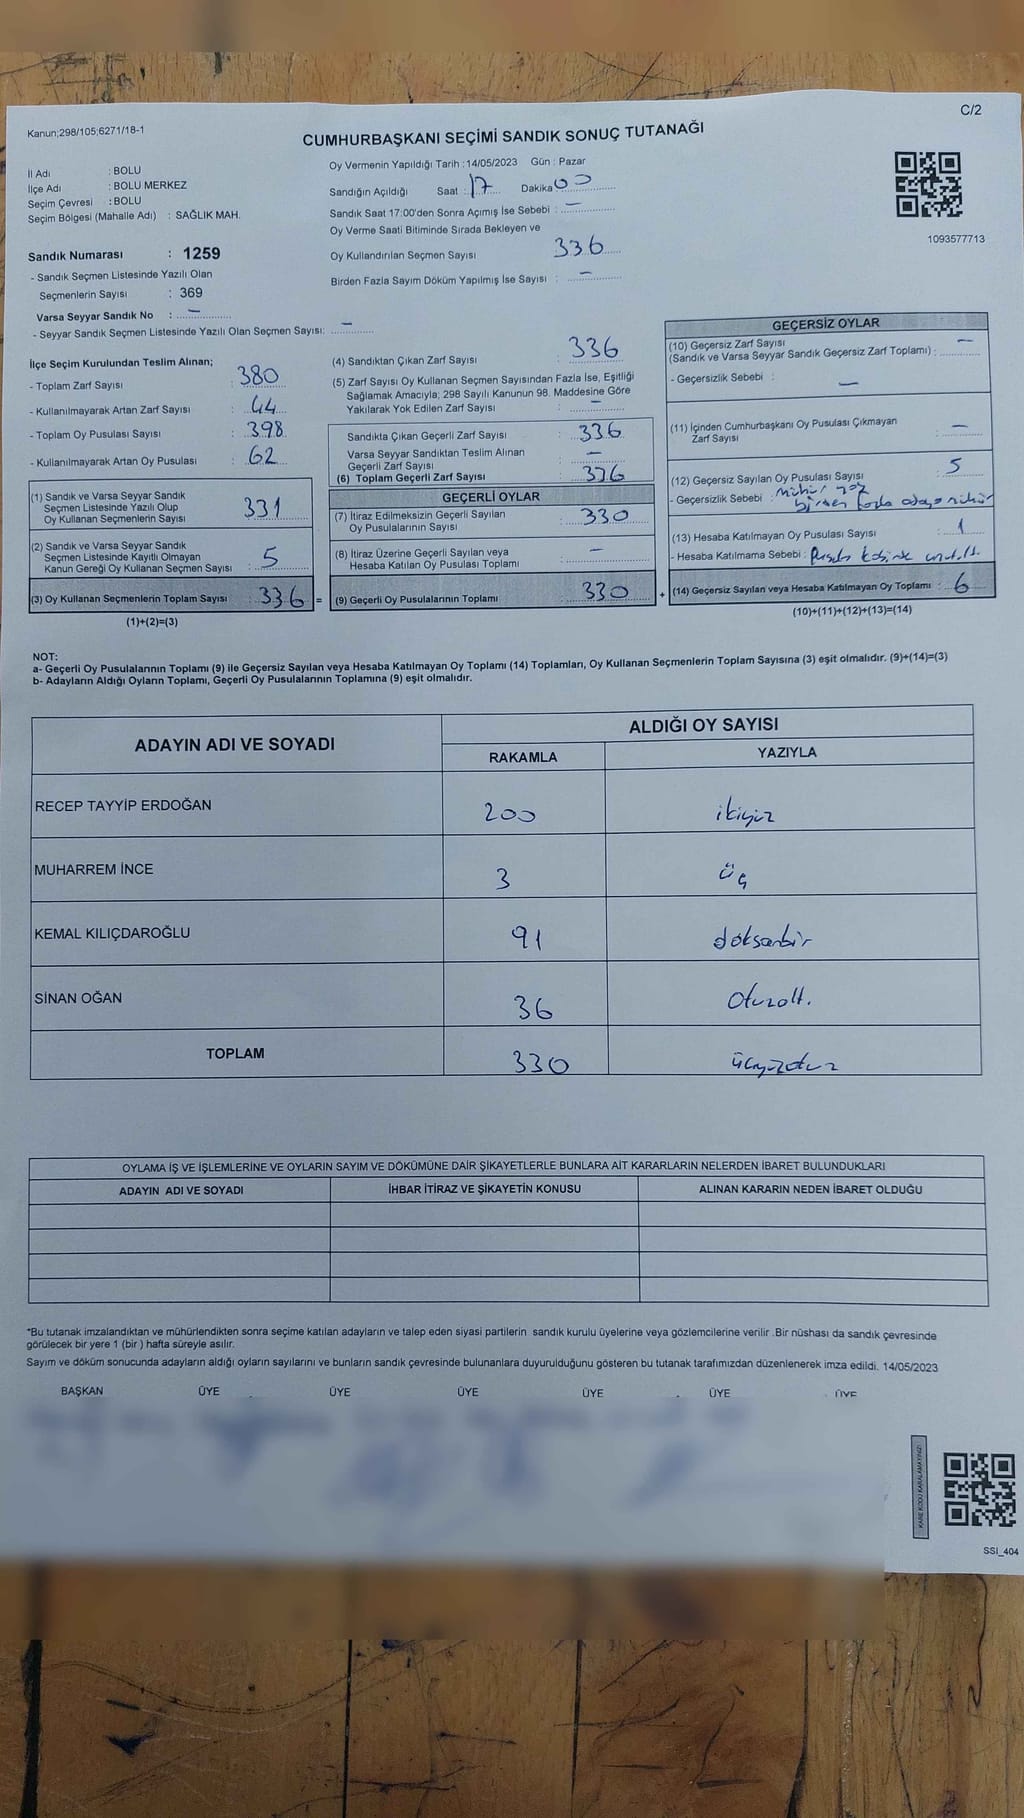 C/2
Kanun;298/105;6271/18-1
CUMHURBAŞKANI SEÇİMİ SANDIK SONUÇ TUTANAĞI
İl Adı : BOLU
İlçe Adı : BOLU MERKEZ
Seçim Çevresi : BOLU
Seçim Bölgesi (Mahalle Adı) : SAĞLIK MAH.
Oy Vermenin Yapıldığı Tarih : 14/05/2023 Gün : Pazar
Sandığın Açıldığı Saat : 17 Dakika 00
Sandık Saat 17:00'den Sonra Açımış İse Sebebi : —
Oy Verme Saati Bitiminde Sırada Bekleyen ve
Oy Kullandırılan Seçmen Sayısı 336
Birden Fazla Sayım Döküm Yapılmış İse Sayısı : —
1093577713
Sandık Numarası : 1259
- Sandık Seçmen Listesinde Yazılı Olan
Seçmenlerin Sayısı : 369
Varsa Seyyar Sandık No : —
- Seyyar Sandık Seçmen Listesinde Yazılı Olan Seçmen Sayısı: —
İlçe Seçim Kurulundan Teslim Alınan;
- Toplam Zarf Sayısı : 380
- Kullanılmayarak Artan Zarf Sayısı : 44
- Toplam Oy Pusulası Sayısı : 398
- Kullanılmayarak Artan Oy Pusulası : 62
(1) Sandık ve Varsa Seyyar Sandık
Seçmen Listesinde Yazılı Olup
Oy Kullanan Seçmenlerin Sayısı 331
(2) Sandık ve Varsa Seyyar Sandık
Seçmen Listesinde Kayıtlı Olmayan
Kanun Gereği Oy Kullanan Seçmen Sayısı : 5
(3) Oy Kullanan Seçmenlerin Toplam Sayısı : 336 =
(1)+(2)=(3)
(4) Sandıktan Çıkan Zarf Sayısı : 336
(5) Zarf Sayısı Oy Kullanan Seçmen Sayısından Fazla İse, Eşitliği
Sağlamak Amacıyla; 298 Sayılı Kanunun 98. Maddesine Göre
Yakılarak Yok Edilen Zarf Sayısı : —
Sandıkta Çıkan Geçerli Zarf Sayısı : 336
Varsa Seyyar Sandıktan Teslim Alınan
Geçerli Zarf Sayısı : —
(6) Toplam Geçerli Zarf Sayısı : 336
GEÇERLİ OYLAR
(7) İtiraz Edilmeksizin Geçerli Sayılan
Oy Pusulalarının Sayısı : 330
(8) İtiraz Üzerine Geçerli Sayılan veya
Hesaba Katılan Oy Pusulası Toplamı : —
(9) Geçerli Oy Pusulalarının Toplamı : 330 +
GEÇERSİZ OYLAR
(10) Geçersiz Zarf Sayısı
(Sandık ve Varsa Seyyar Sandık Geçersiz Zarf Toplamı) : —
- Geçersizlik Sebebi : —
(11) İçinden Cumhurbaşkanı Oy Pusulası Çıkmayan
Zarf Sayısı : —
(12) Geçersiz Sayılan Oy Pusulası Sayısı : 5
- Geçersizlik Sebebi : mühür yok
birden fazla adaya mühür
(13) Hesaba Katılmayan Oy Pusulası Sayısı : 1
- Hesaba Katılmama Sebebi : Pusula
(14) Geçersiz Sayılan veya Hesaba Katılmayan Oy Toplamı : 6
(10)+(11)+(12)+(13)=(14)
NOT:
a- Geçerli Oy Pusulalarının Toplamı (9) ile Geçersiz Sayılan veya Hesaba Katılmayan Oy Toplamı (14) Toplamları, Oy Kullanan Seçmenlerin Toplam Sayısına (3) eşit olmalıdır. (9)+(14)=(3)
b- Adayların Aldığı Oyların Toplamı, Geçerli Oy Pusulalarının Toplamına (9) eşit olmalıdır.
ADAYIN ADI VE SOYADI ALDIĞI OY SAYISI
RAKAMLA YAZIYLA
RECEP TAYYİP ERDOĞAN 200 ikiyüz
MUHARREM İNCE 3 üç
KEMAL KILIÇDAROĞLU 91 doksanbir
SİNAN OĞAN 36 Otuzalt.
TOPLAM 330 üçyüzotuz
OYLAMA İŞ VE İŞLEMLERİNE VE OYLARIN SAYIM VE DÖKÜMÜNE DAİR ŞİKAYETLERLE BUNLARA AİT KARARLARIN NELERDEN İBARET BULUNDUKLARI
ADAYIN ADI VE SOYADI İHBAR İTİRAZ VE ŞİKAYETİN KONUSU ALINAN KARARIN NEDEN İBARET OLDUĞU
*Bu tutanak imzalandıktan ve mühürlendikten sonra seçime katılan adayların ve talep eden siyasi partilerin sandık kurulu üyelerine veya gözlemcilerine verilir .Bir nüshası da sandık çevresinde
görülecek bir yere 1 (bir ) hafta süreyle asılır.
Sayım ve döküm sonucunda adayların aldığı oyların sayılarını ve bunların sandık çevresinde bulunanlara duyurulduğunu gösteren bu tutanak tarafımızdan düzenlenerek imza edildi. 14/05/2023
BAŞKAN ÜYE ÜYE ÜYE ÜYE ÜYE ÜYE
KARE KODU KARALAMAYINIZ!
SSI_404